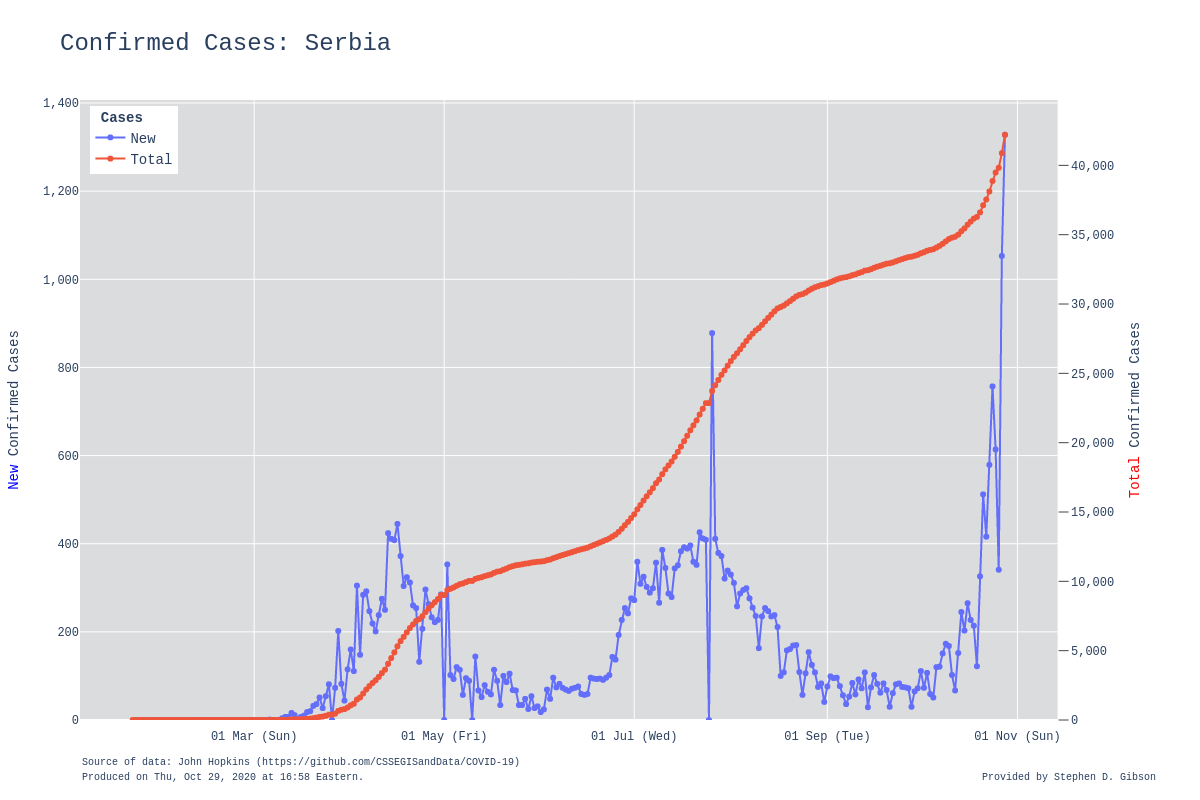 Confirmed Cases: Serbia
Cases
New
Total
1,400
1,200
1,000
800
600
400
200
0
New Confirmed Cases
40,000
35,000
30,000
25,000
20,000
15,000
10,000
5,000
0
Total Confirmed Cases
01 Mar (Sun)
01 May (Fri)
01 Jul (Wed)
01 Sep (Tue)
01 Nov (Sun)
Source of data: John Hopkins (https://github.com/CSSEGISandData/COVID-19)
Produced on Thu, Oct 29, 2020 at 16:58 Eastern.
Provided by Stephen D. Gibson